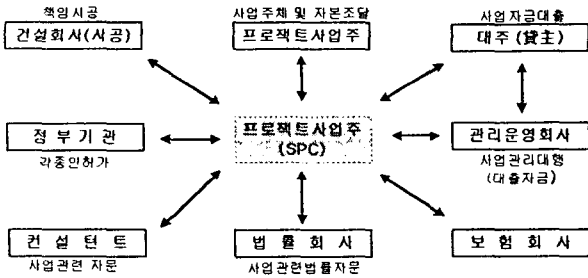 책임시공
건설회사(시공)
사업주체 및 자본조달
프로잭트사업주
사업자금대출
대주(貸主)
정부기관
각종인허가
프로잭트사업주
(SPC)
관리운영회사
사업관리대행
(대출자금)
컨설턴트
사업관련 자문
법률회사
사업관련법률자문
보험회사